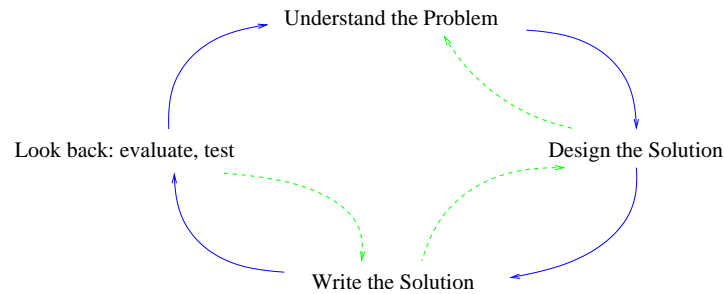 Understand the Problem
Look back: evaluate, test
Design the Solution
Write the Solution